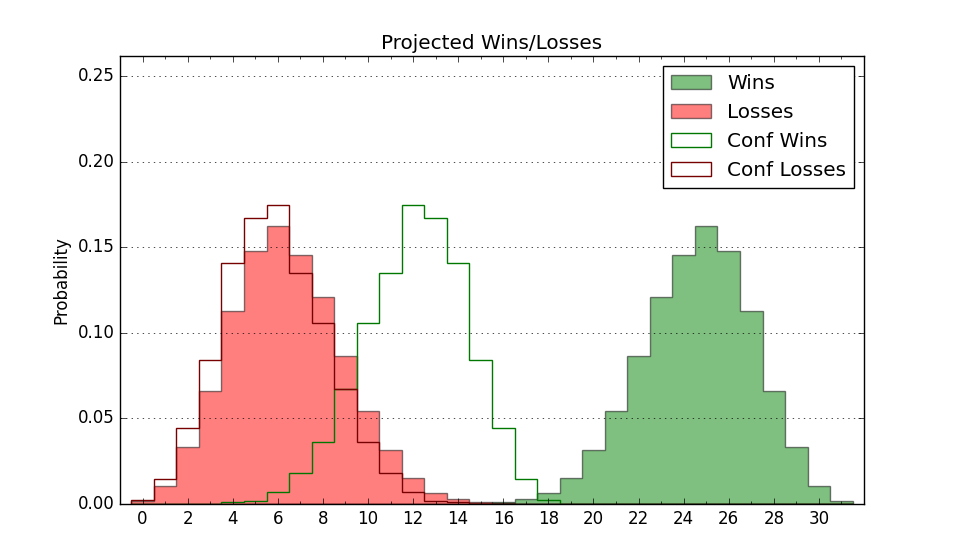 Projected Wins/Losses
Probability
0.25
0.20
0.15
0.10
0.05
0.00
Wins
Losses
Conf Wins
Conf Losses
0 2 4 6 8 10 12 14 16 18 20 22 24 26 28 30